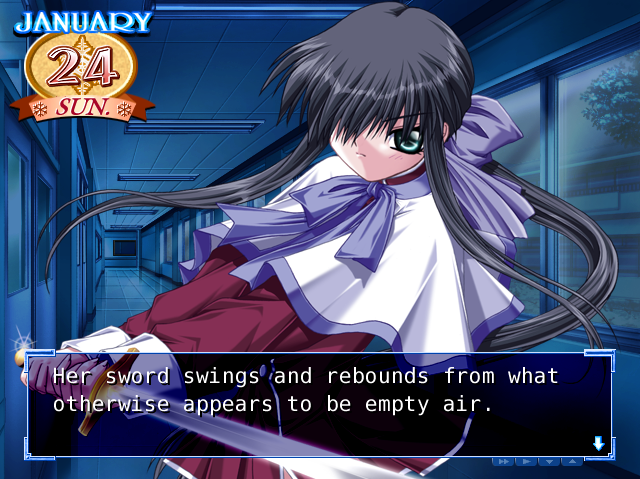 JANUARY
24
SUN.
Her sword swings and rebounds from what
otherwise appears to be empty air.